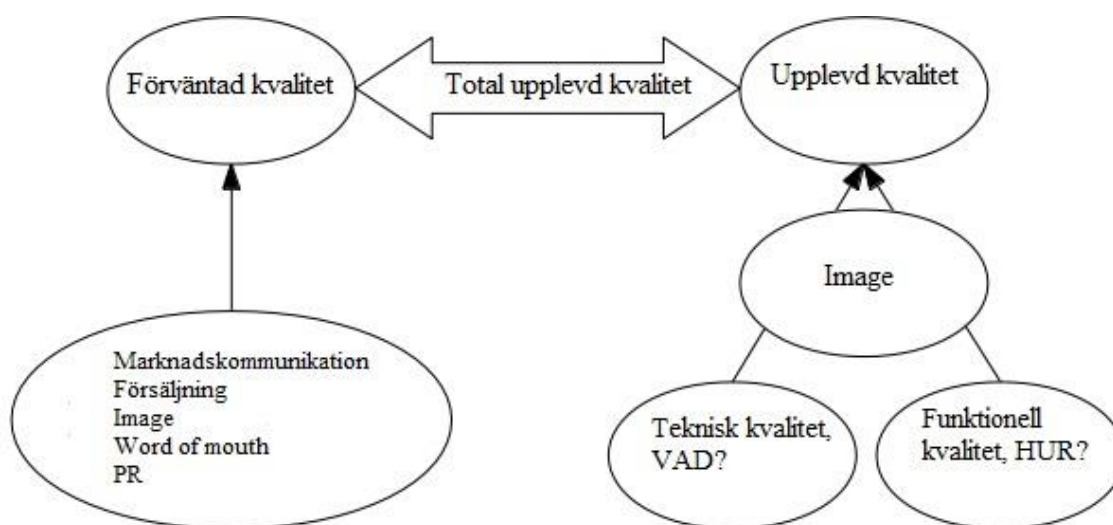 Förväntad kvalitet
Total upplevd kvalitet
Upplevd kvalitet
Image
Marknadskommunikation
Försäljning
Image
Word of mouth
PR
Teknisk kvalitet,
VAD?
Funktionell
kvalitet, HUR?